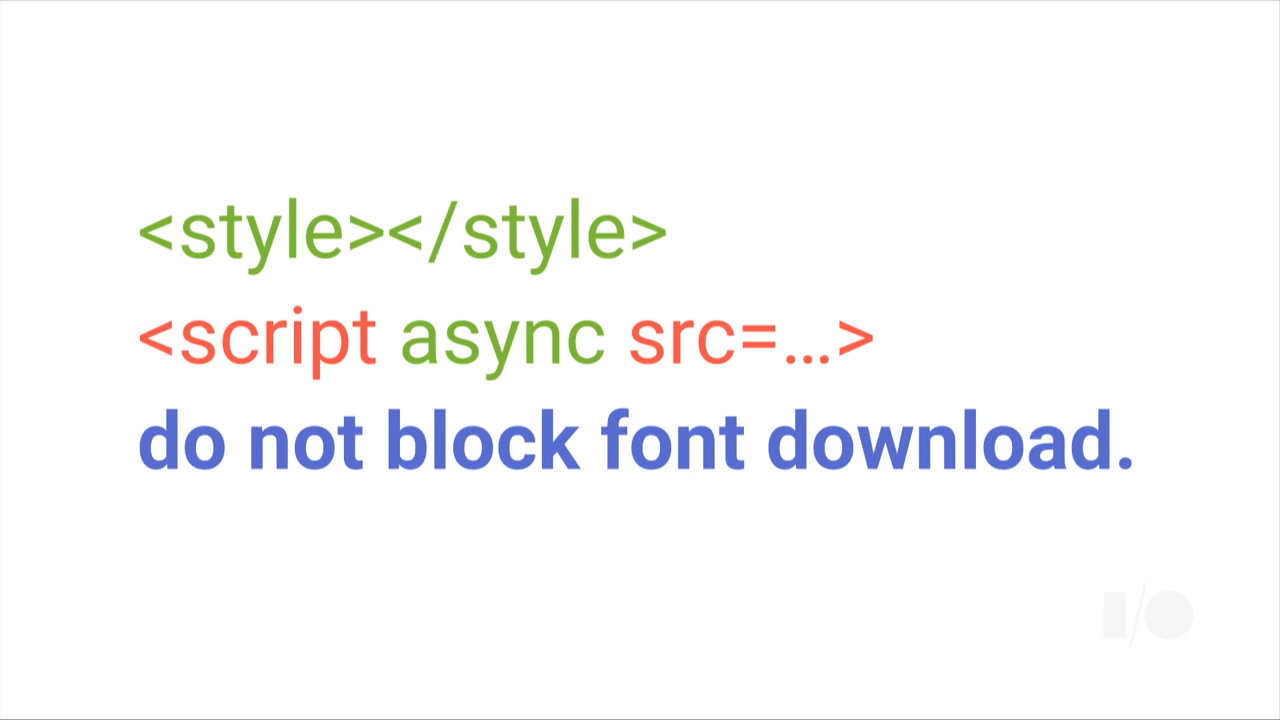 <style></style>
<script async src=...>
do not block font download.
I/O